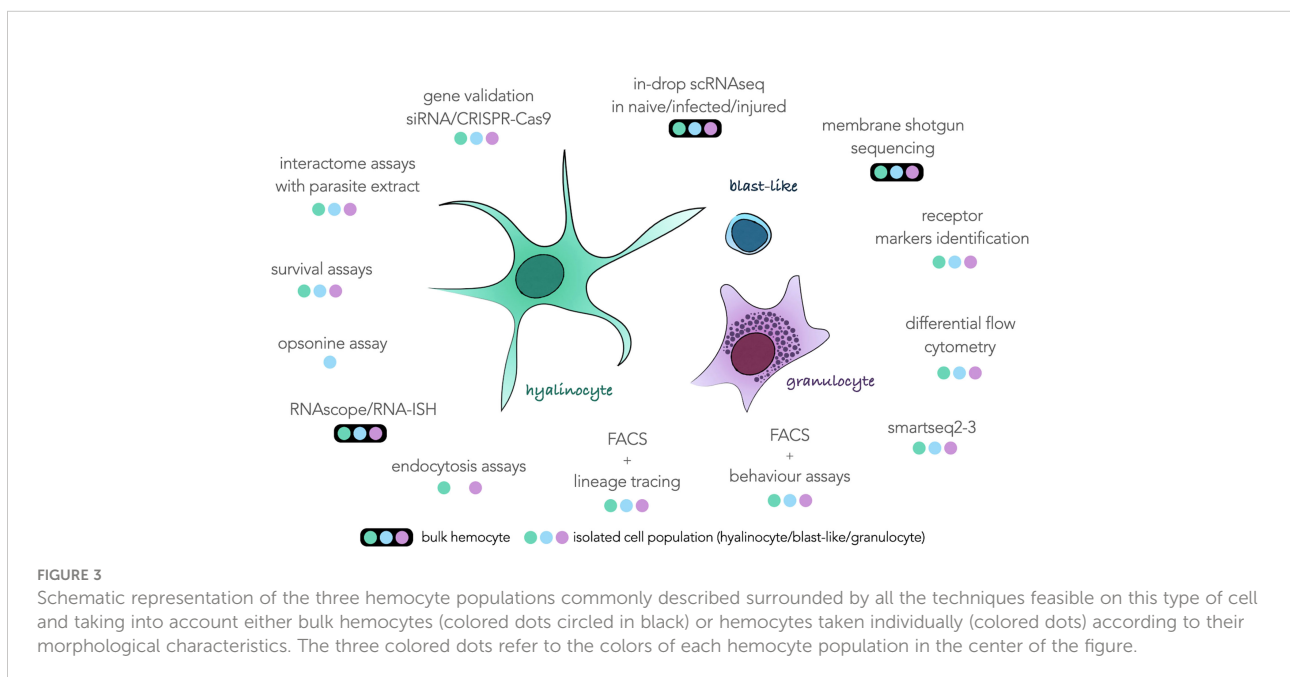 in-drop scRNAseq
in naive/infected/injured
gene validation
siRNA/CRISPR-Cas9
membrane shotgun
sequencing
interactome assays
with parasite extract
blast-like
receptor
markers identification
survival assays
differential flow
cytometry
opsonine assay
hyalinocyte
granulocyte
RNAscope/RNA-ISH
smartseq2-3
FACS
+
lineage tracing
FACS
+
behaviour assays
endocytosis assays
bulk hemocyte
isolated cell population (hyalinocyte/blast-like/granulocyte)
FIGURE 3
Schematic representation of the three hemocyte populations commonly described surrounded by all the techniques feasible on this type of cell
and taking into account either bulk hemocytes (colored dots circled in black) or hemocytes taken individually (colored dots) according to their
morphological characteristics. The three colored dots refer to the colors of each hemocyte population in the center of the figure.